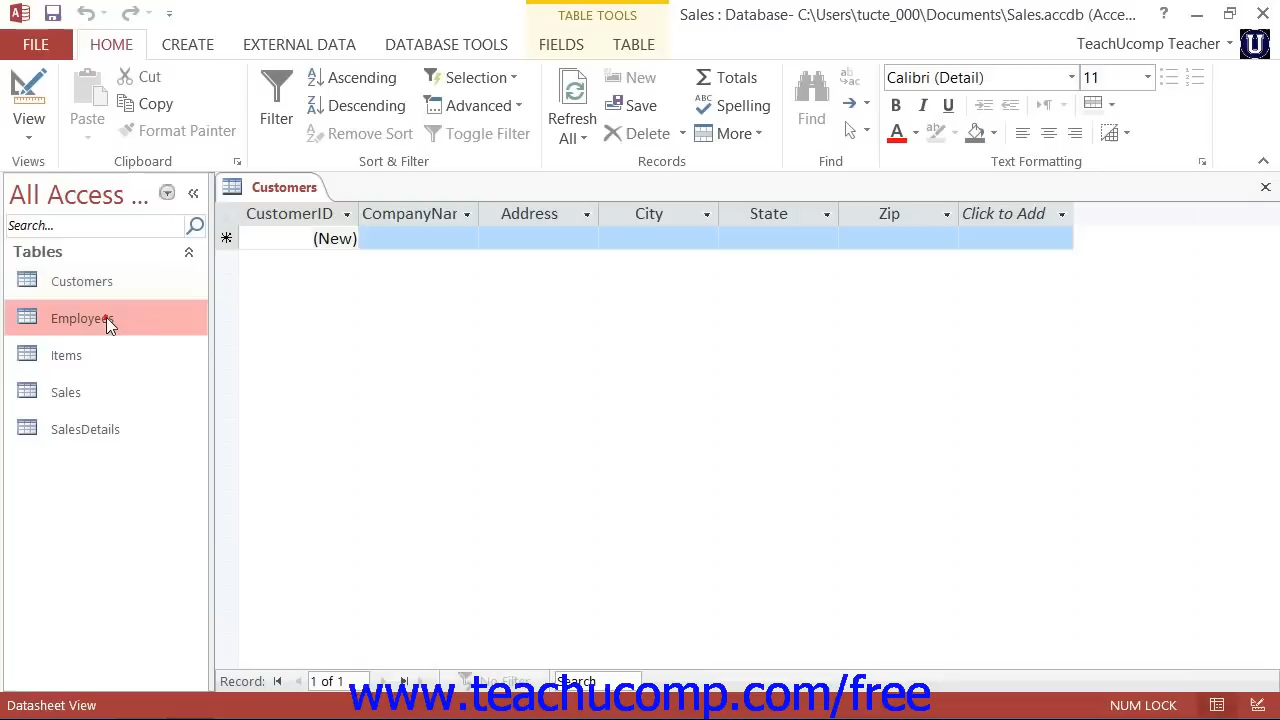 TABLE TOOLS
Sales : Database- C:\Users\tucte_000\Documents\Sales.accdb (Acce...
?
FILE HOME CREATE EXTERNAL DATA DATABASE TOOLS FIELDS TABLE TeachUcomp Teacher
View
Views
Paste
Cut
Copy
Format Painter
Clipboard
Filter
Ascending
Descending
Remove Sort
Selection
Advanced
Toggle Filter
Sort & Filter
Refresh
All
New
Save
Delete
Totals
Spelling
More
Records
Find
Find
Calibri (Detail) 11
B I U
A
Text Formatting
All Access ...
Search...
Tables
Customers
Employees
Items
Sales
SalesDetails
Customers
CustomerID CompanyNar Address City State Zip Click to Add
(New)
Record: 1 of 1 No Filter Search
www.teachucomp.com/free
Datasheet View NUM LOCK